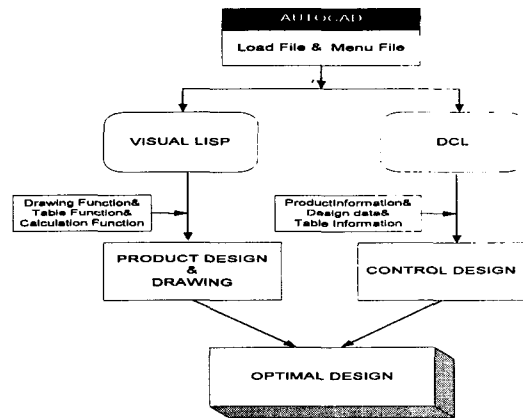 AUTOCAD
Load File & Menu File
VISUAL LISP
DCL
Drawing Function&
Table Function&
Calculation Function
ProductInformation&
Design data&
Table Information
PRODUCT DESIGN
&
DRAWING
CONTROL DESIGN
OPTIMAL DESIGN